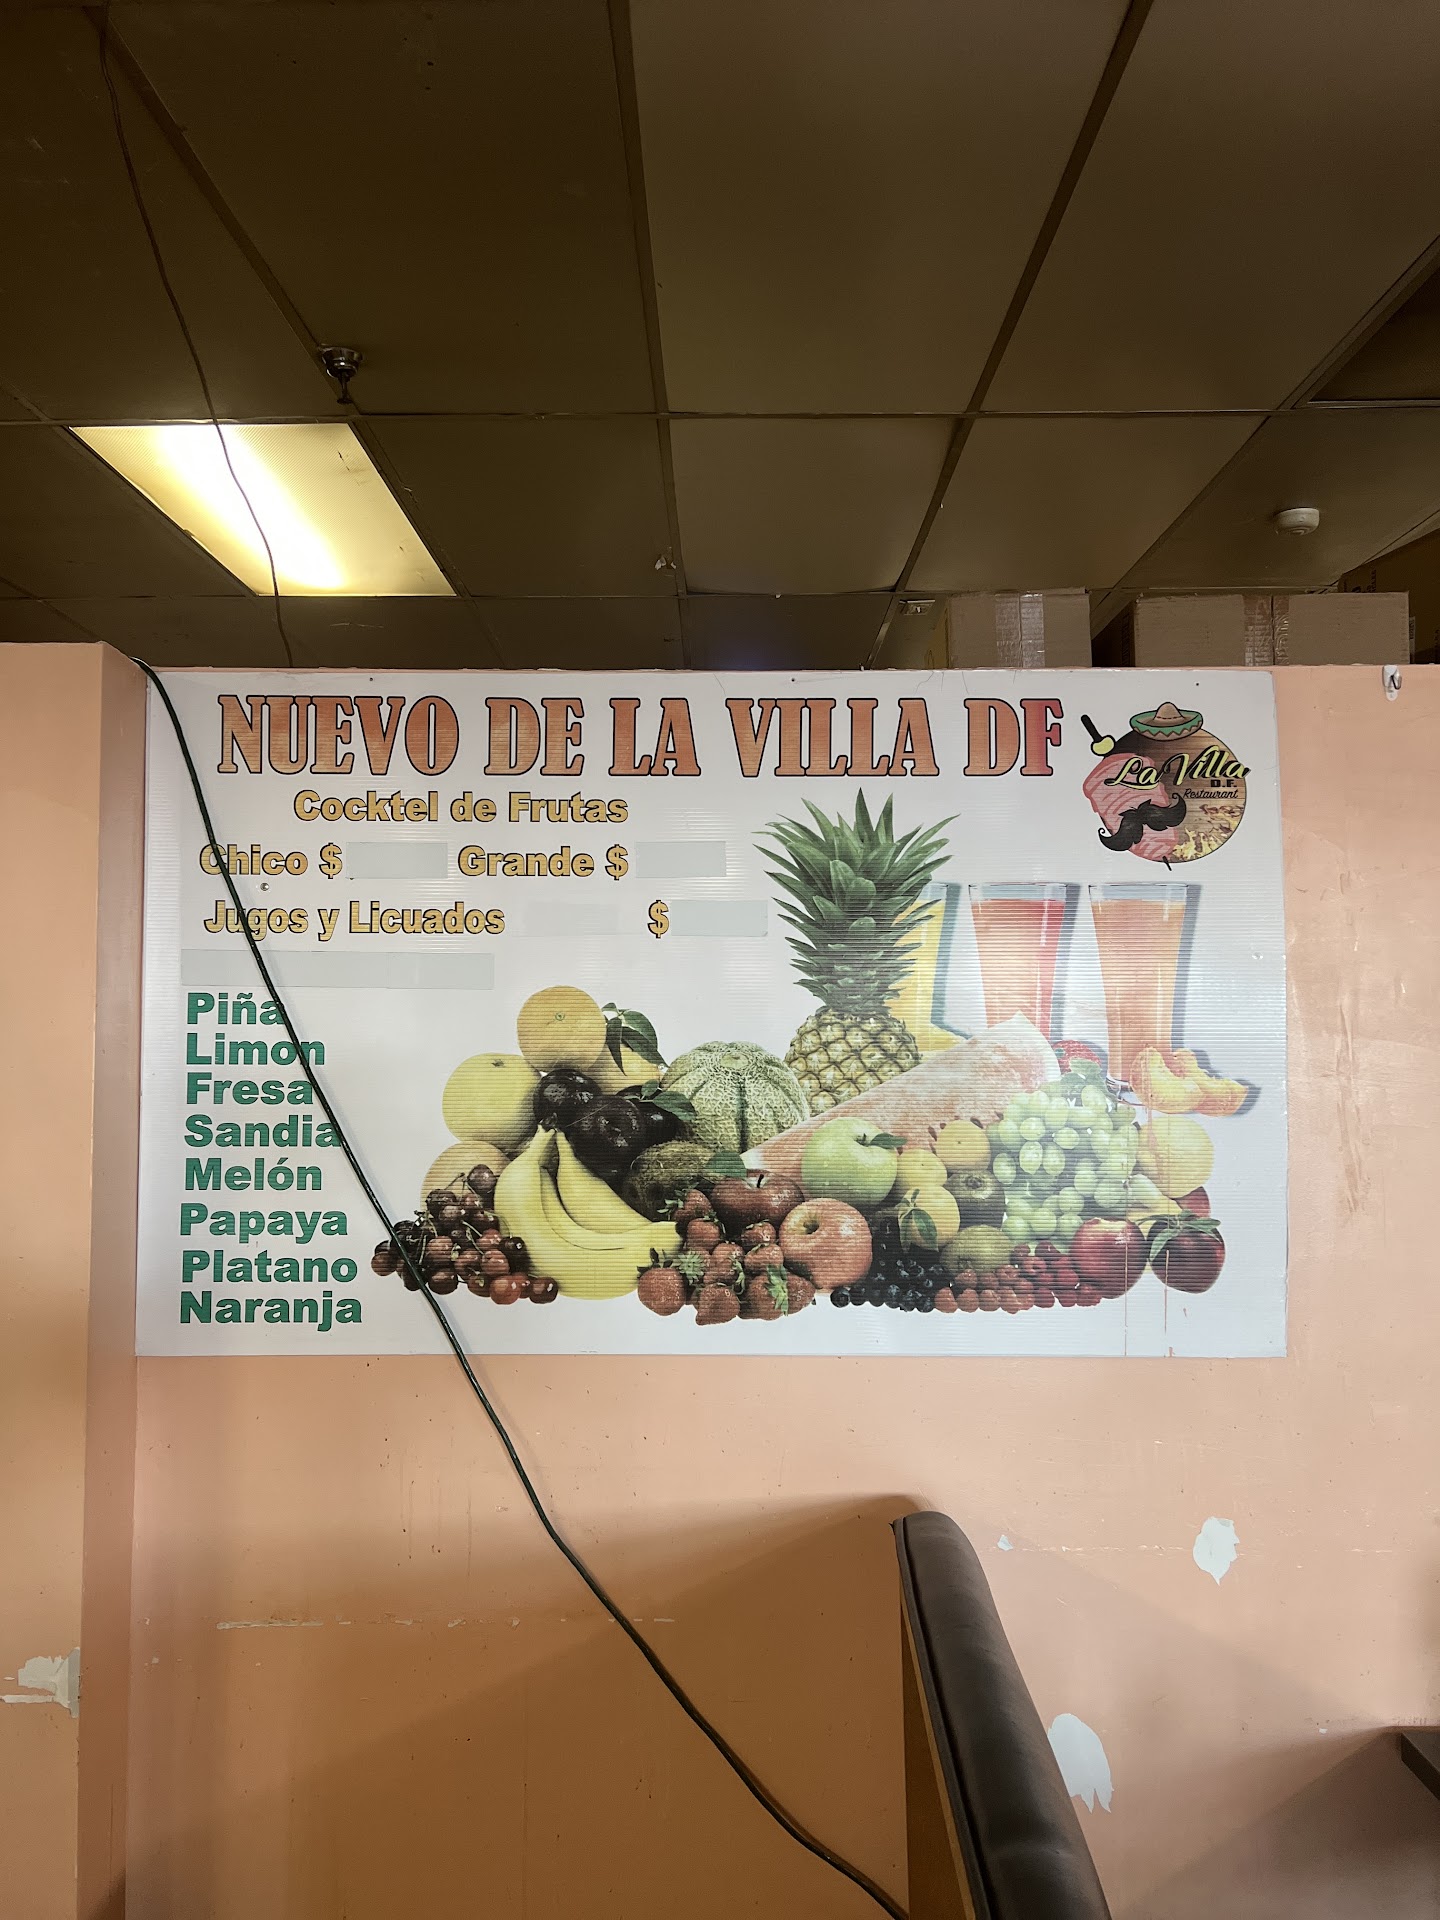 NUEVO DE LA VILLA DF
La Villa
D.F.
Restaurant
Cocktel de Frutas
Chico $ Grande $
Jugos y Licuados $
Piña
Limon
Fresa
Sandia
Melón
Papaya
Platano
Naranja